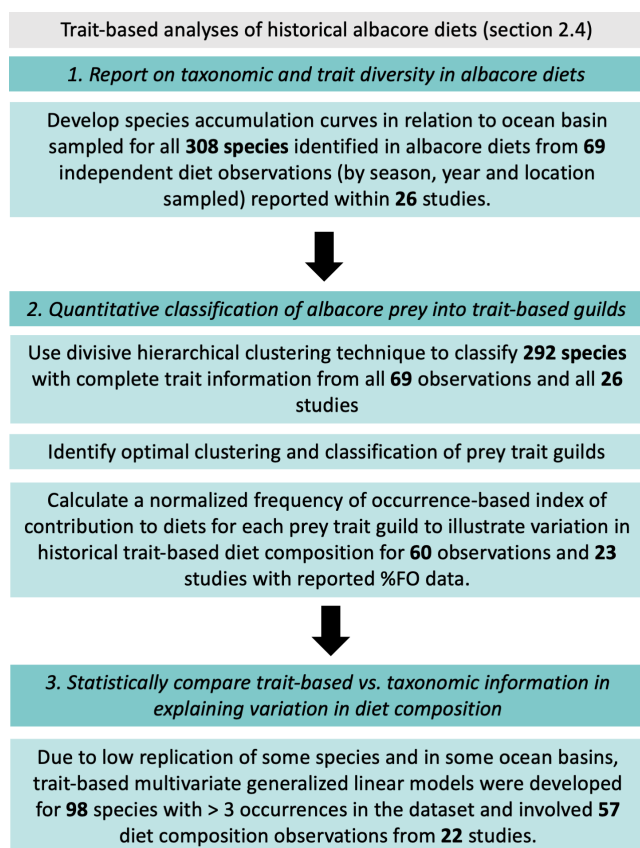 Trait-based analyses of historical albacore diets (section 2.4)
1. Report on taxonomic and trait diversity in albacore diets
Develop species accumulation curves in relation to ocean basin
sampled for all 308 species identified in albacore diets from 69
independent diet observations (by season, year and location
sampled) reported within 26 studies.
2. Quantitative classification of albacore prey into trait-based guilds
Use divisive hierarchical clustering technique to classify 292 species
with complete trait information from all 69 observations and all 26
studies
Identify optimal clustering and classification of prey trait guilds
Calculate a normalized frequency of occurrence-based index of
contribution to diets for each prey trait guild to illustrate variation in
historical trait-based diet composition for 60 observations and 23
studies with reported %FO data.
3. Statistically compare trait-based vs. taxonomic information in
explaining variation in diet composition
Due to low replication of some species and in some ocean basins,
trait-based multivariate generalized linear models were developed
for 98 species with > 3 occurrences in the dataset and involved 57
diet composition observations from 22 studies.